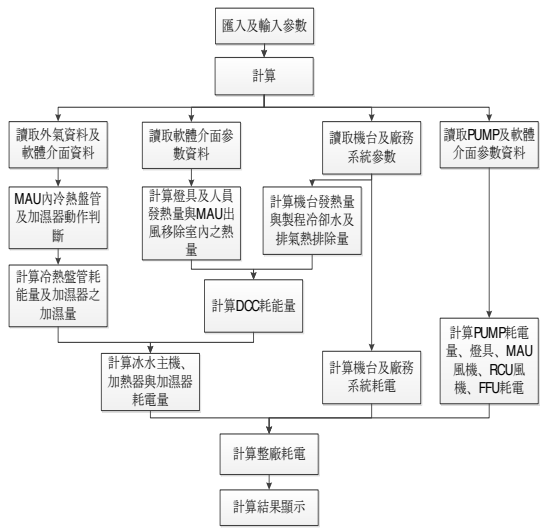 匯入及輸入參數
計算
讀取外氣資料及
軟體介面資料
讀取軟體介面參
數資料
讀取機台及廠務
系統參數
讀取PUMP及軟體
介面參數資料
MAU內冷熱盤管
及加濕器動作判
斷
計算燈具及人員
發熱量與MAU出
風移除室內之熱
量
計算機台發熱量
與製程冷卻水及
排氣熱排除量
計算冷熱盤管耗
能量及加濕器之
加濕量
計算DCC耗能量
計算冰水主機、
加熱器與加濕器
耗電量
計算機台及廠務
系統耗電
計算PUMP耗電
量、燈具、MAU
風機、RCU風
機、FFU耗電
計算整廠耗電
計算結果顯示